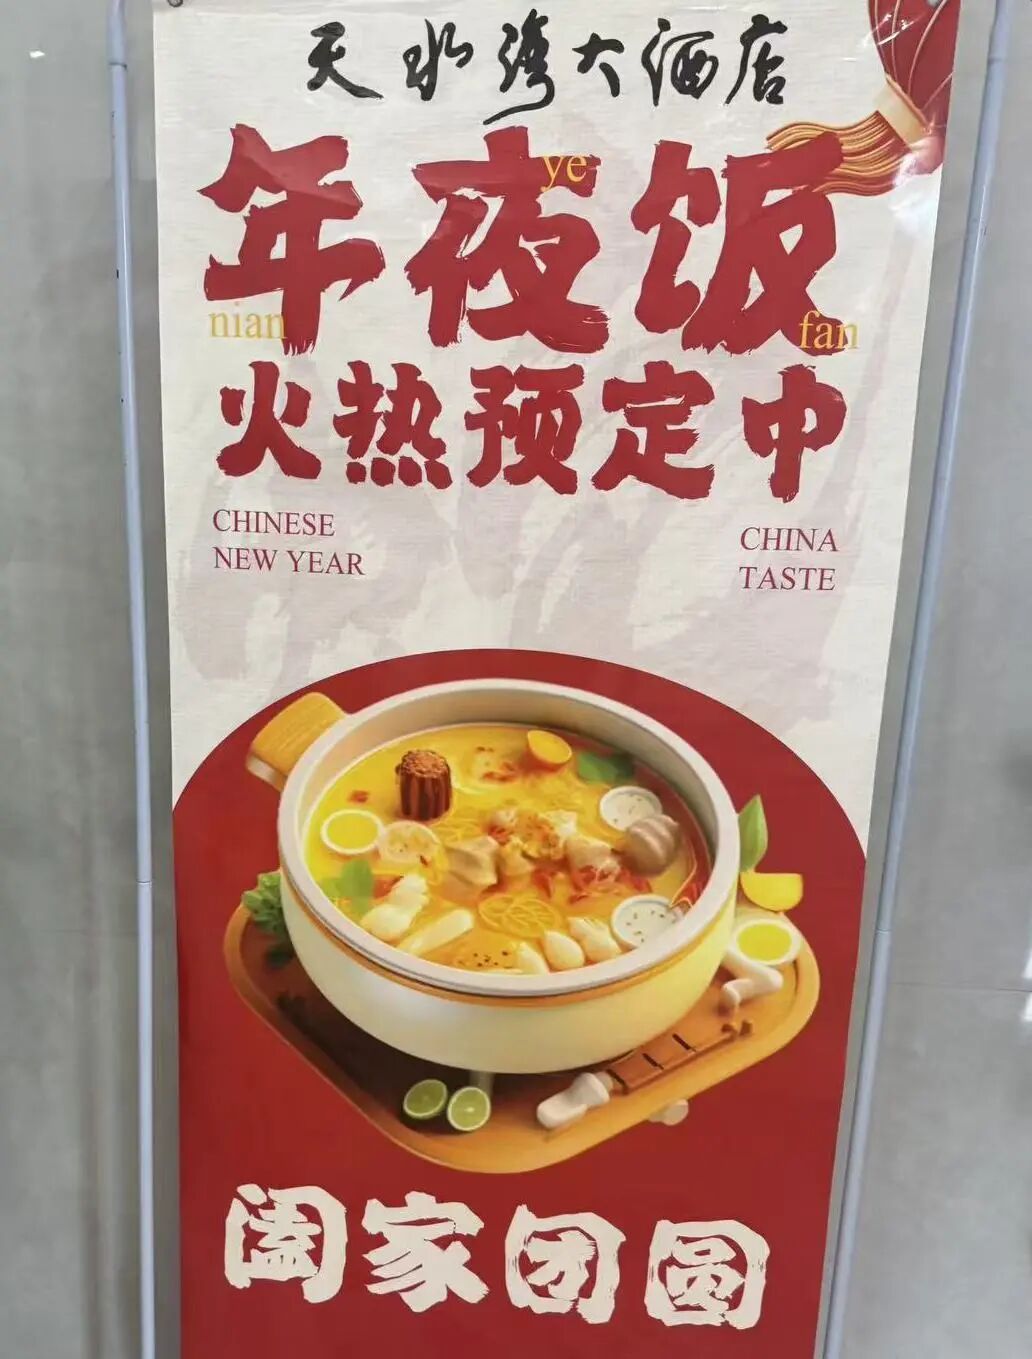 天水湾大酒店
年夜饭
nian ye fan
火热预定中
CHINESE
NEW YEAR
CHINA
TASTE
阖家团圆